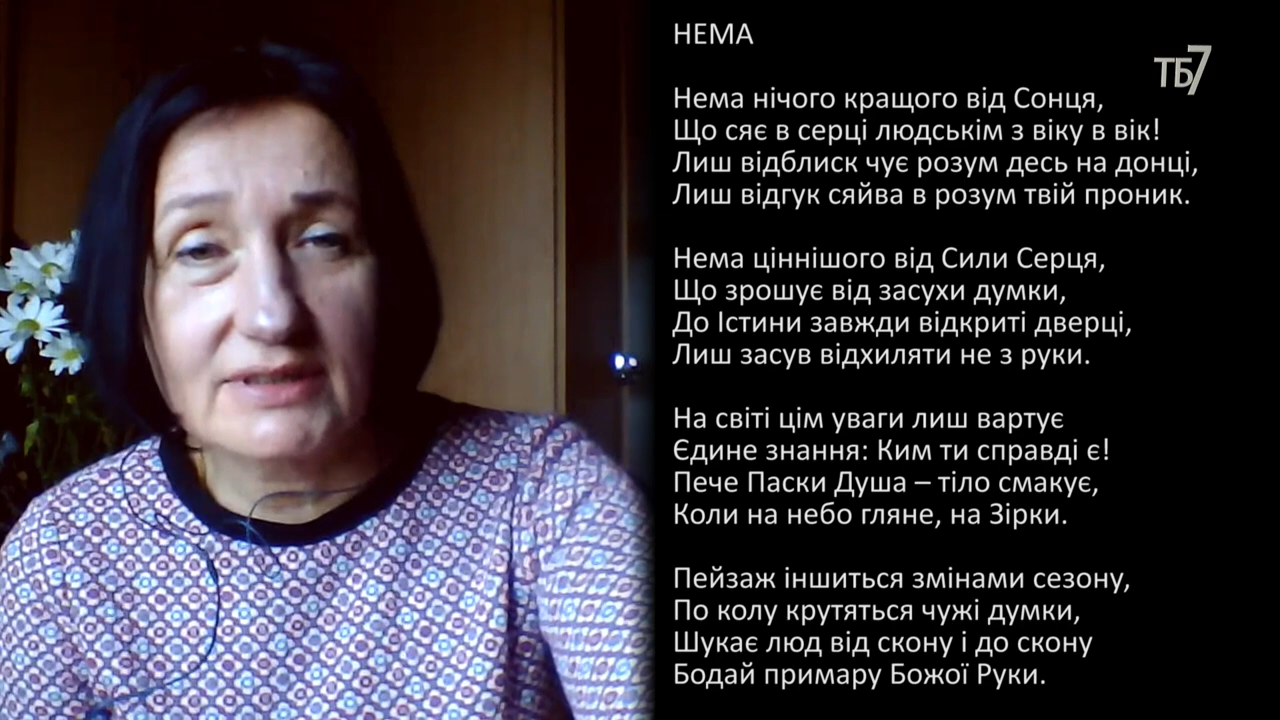 НЕМА
ТБ7
Нема нічого кращого від Сонця,
Що сяє в серці людськім з віку в вік!
Лиш відблиск чує розум десь на донці,
Лиш відгук сяйва в розум твій проник.
Нема ціннішого від Сили Серця,
Що зрошує від засухи думки,
До Істини завжди відкриті дверці,
Лиш засув відхиляти не з руки.
На світі цім уваги лиш вартує
Єдине знання: Ким ти справді є!
Пече Паски Душа – тіло смакує,
Коли на небо гляне, на Зірки.
Пейзаж іншиться змінами сезону,
По колу крутяться чужі думки,
Шукає люд від скону і до скону
Бодай примару Божої Руки.